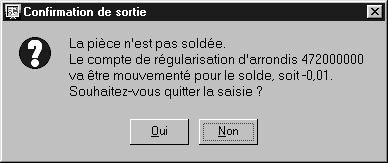 Confirmation de sortie
La pièce n'est pas soldée.
Le compte de régularisation d'arrondis 472000000
va être mouvementé pour le solde, soit -0,01.
Souhaitez-vous quitter la saisie ?
Oui
Non